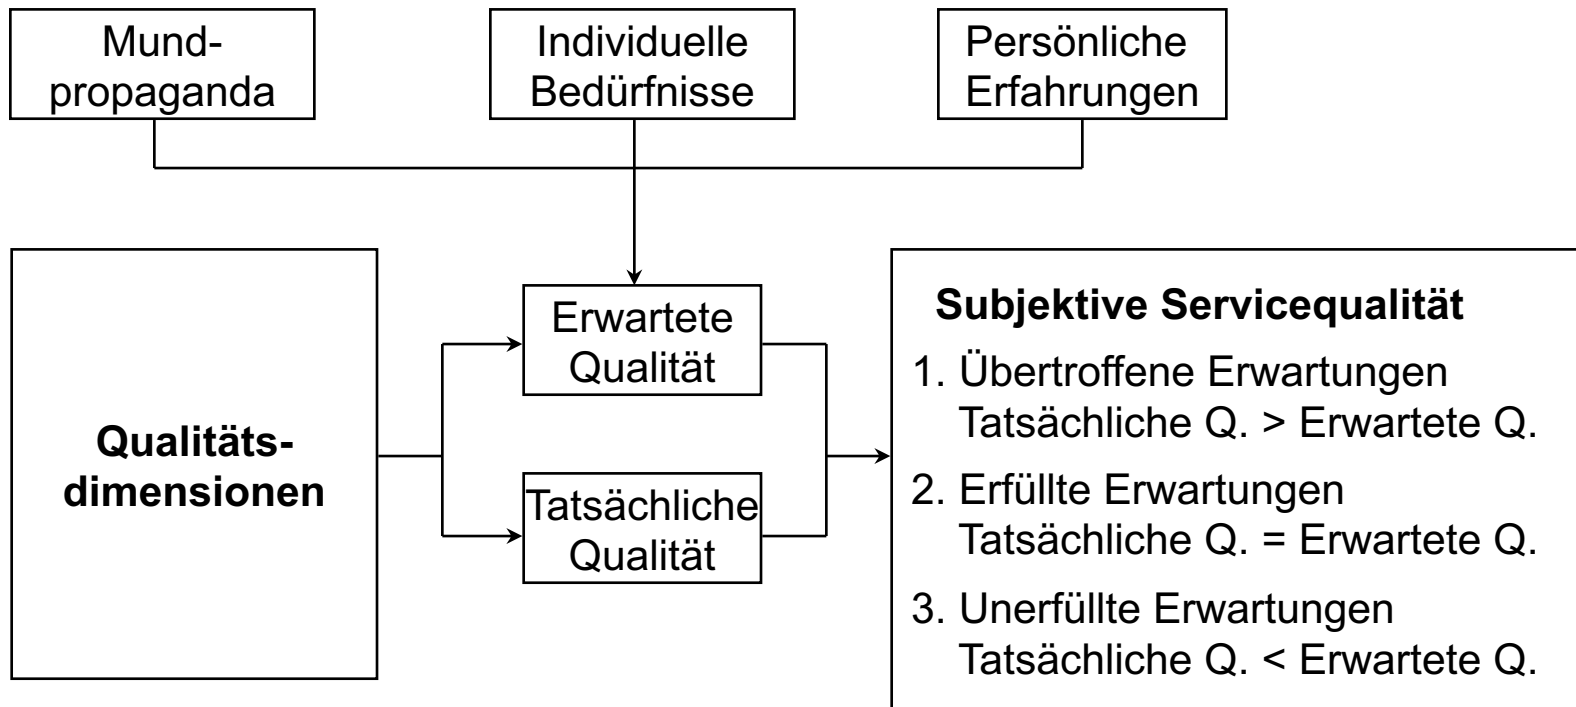 Mund-
propaganda
Individuelle
Bedürfnisse
Persönliche
Erfahrungen
Qualitäts-
dimensionen
Erwartete
Qualität
Tatsächliche
Qualität
Subjektive Servicequalität
1. Übertroffene Erwartungen
Tatsächliche Q. > Erwartete Q.
2. Erfüllte Erwartungen
Tatsächliche Q. = Erwartete Q.
3. Unerfüllte Erwartungen
Tatsächliche Q. < Erwartete Q.